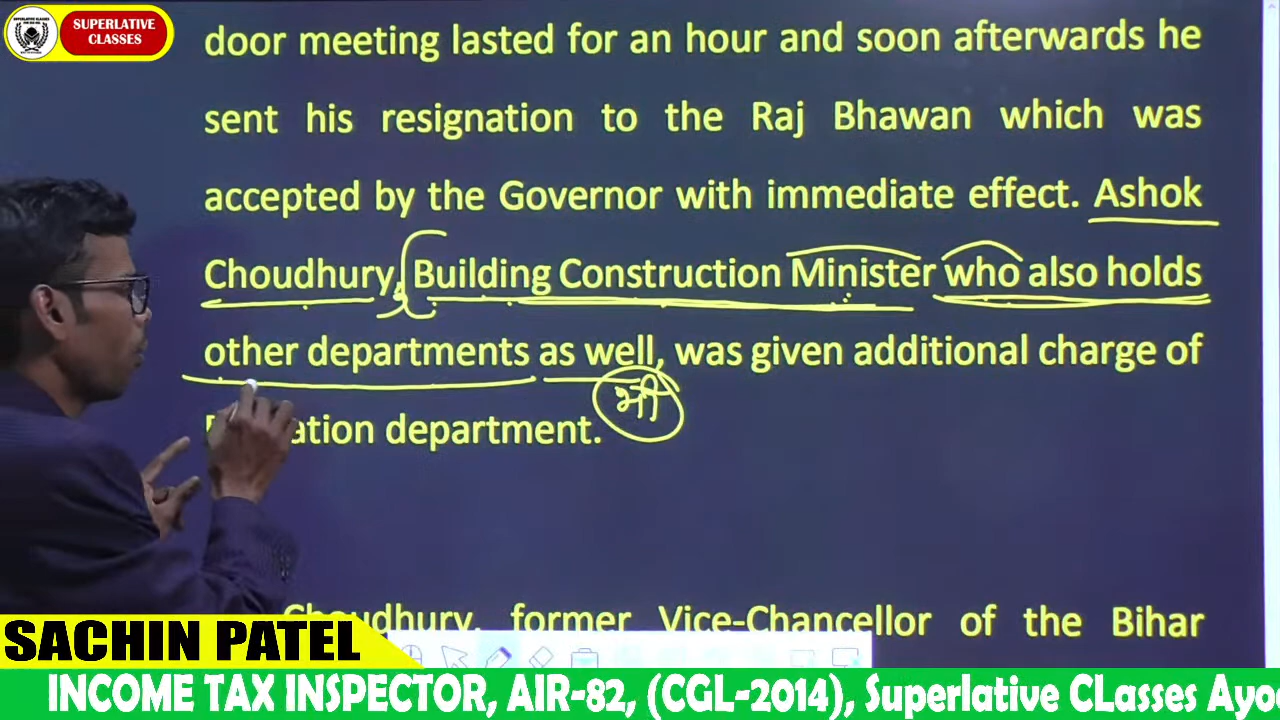 SUPERLATIVE
CLASSES
door meeting lasted for an hour and soon afterwards he
sent his resignation to the Raj Bhawan which was
accepted by the Governor with immediate effect. Ashok
Choudhury, Building Construction Minister who also holds
other departments as well, was given additional charge of
भी
ation department.
Choudhury, former Vice-Chancellor of the Bihar
SACHIN PATEL
INCOME TAX INSPECTOR, AIR-82, (CGL-2014), Superlative CLasses Ayo